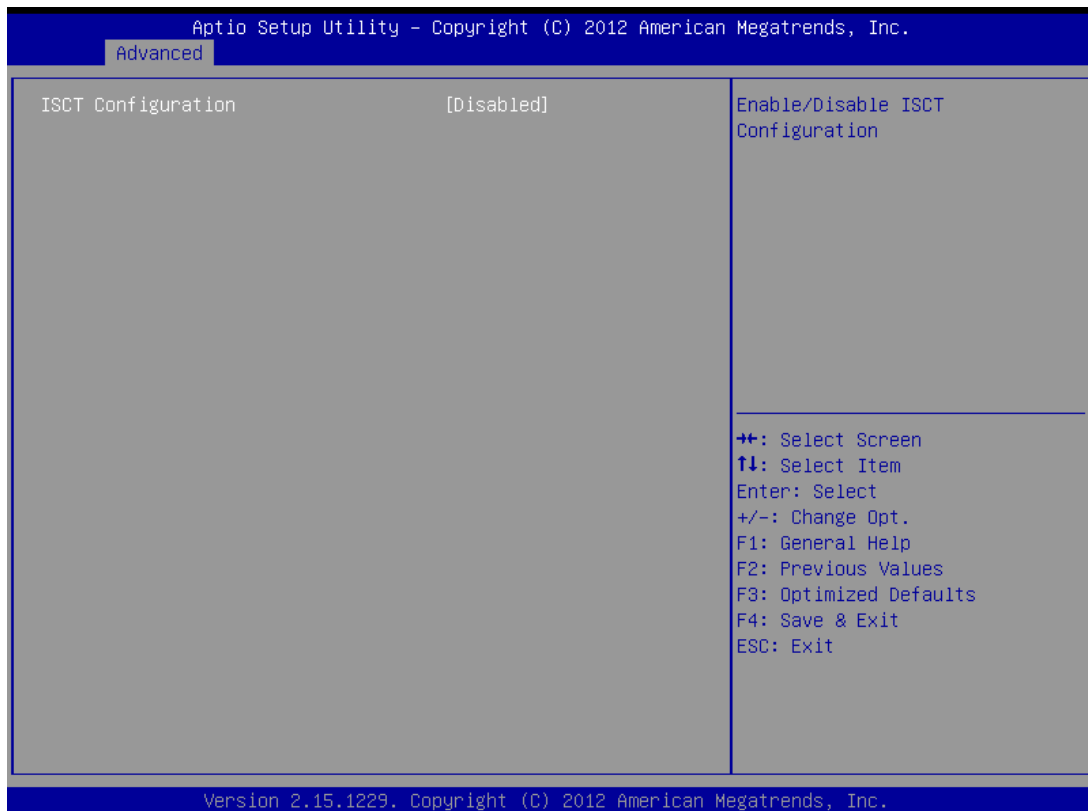 Aptio Setup Utility – Copyright (C) 2012 American Megatrends, Inc.
Advanced
ISCT Configuration [Disabled]
Enable/Disable ISCT
Configuration
→←: Select Screen
↑↓: Select Item
Enter: Select
+/-: Change Opt.
F1: General Help
F2: Previous Values
F3: Optimized Defaults
F4: Save & Exit
ESC: Exit
Version 2.15.1229. Copyright (C) 2012 American Megatrends, Inc.